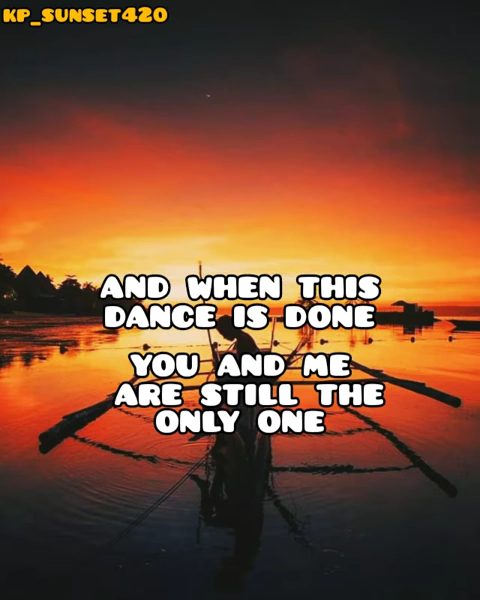 KP_SUNSET420
AND WHEN THIS
DANCE IS DONE
YOU AND ME
ARE STILL THE
ONLY ONE